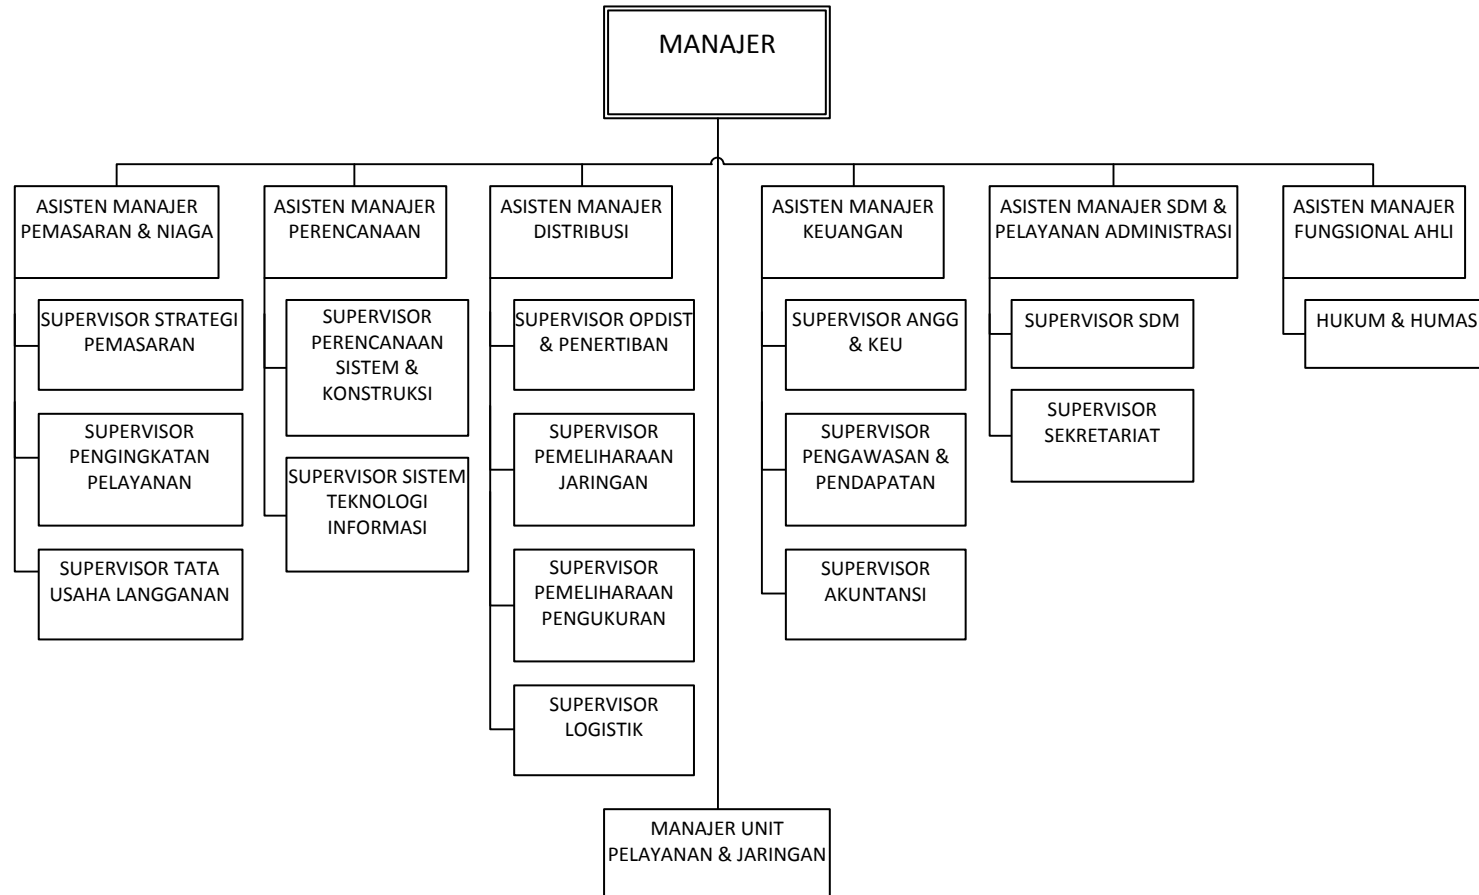 MANAJER
ASISTEN MANAJER
PEMASARAN & NIAGA
SUPERVISOR STRATEGI
PEMASARAN
SUPERVISOR
PENGINGKATAN
PELAYANAN
SUPERVISOR TATA
USAHA LANGGANAN
ASISTEN MANAJER
PERENCANAAN
SUPERVISOR
PERENCANAAN
SISTEM &
KONSTRUKSI
SUPERVISOR SISTEM
TEKNOLOGI
INFORMASI
ASISTEN MANAJER
DISTRIBUSI
SUPERVISOR OPDIST
& PENERTIBAN
SUPERVISOR
PEMELIHARAAN
JARINGAN
SUPERVISOR
PEMELIHARAAN
PENGUKURAN
SUPERVISOR
LOGISTIK
ASISTEN MANAJER
KEUANGAN
SUPERVISOR ANGG
& KEU
SUPERVISOR
PENGAWASAN &
PENDAPATAN
SUPERVISOR
AKUNTANSI
ASISTEN MANAJER SDM &
PELAYANAN ADMINISTRASI
SUPERVISOR SDM
SUPERVISOR
SEKRETARIAT
ASISTEN MANAJER
FUNGSIONAL AHLI
HUKUM & HUMAS
MANAJER UNIT
PELAYANAN & JARINGAN